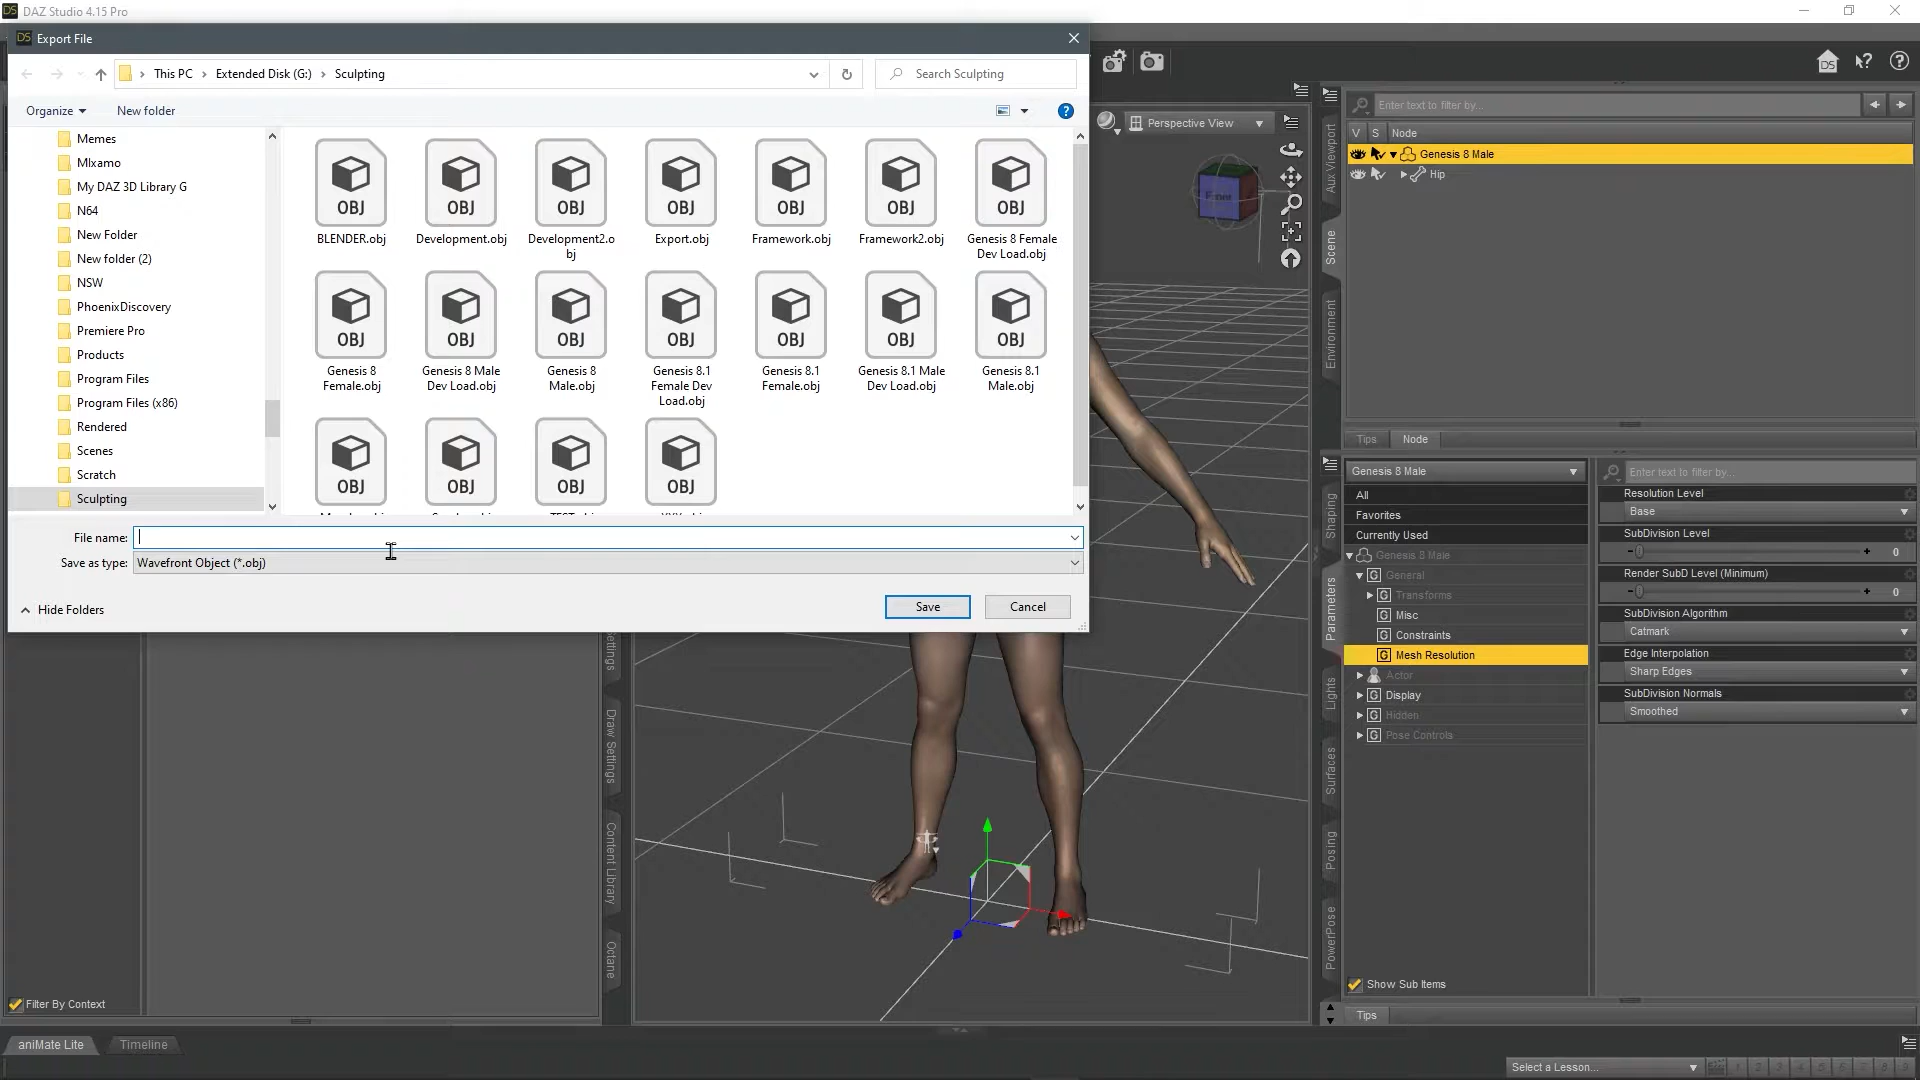 DAZ Studio 4.15 Pro
Export File
This PC
Extended Disk (G:)
Sculpting
Search Sculpting
Organize
New folder
Memes
MIxamo
My DAZ 3D Library G
N64
New Folder
New folder (2)
NSW
PhoenixDiscovery
Premiere Pro
Products
Program Files
Program Files (x86)
Rendered
Scenes
Scratch
Sculpting
OBJ
BLENDER.obj
OBJ
Development.obj
OBJ
Development2.o
bj
OBJ
Export.obj
OBJ
Framework.obj
OBJ
Framework2.obj
OBJ
Genesis 8 Female
Dev Load.obj
OBJ
Genesis 8
Female.obj
OBJ
Genesis 8 Male
Dev Load.obj
OBJ
Genesis 8
Male.obj
OBJ
Genesis 8.1
Female Dev
Load.obj
OBJ
Genesis 8.1
Female.obj
OBJ
Genesis 8.1 Male
Dev Load.obj
OBJ
Genesis 8.1
Male.obj
OBJ
OBJ
OBJ
OBJ
File name:
Save as type:
Wavefront Object (*.obj)
Hide Folders
Save
Cancel
Perspective View
Aux Viewport
Scene
Environment
Enter text to filter by...
V S Node
Genesis 8 Male
Hip
Tips
Node
Shaping
Parameters
Lights
Surfaces
Posing
PowerPose
Genesis 8 Male
All
Favorites
Currently Used
Genesis 8 Male
General
Transforms
Misc
Constraints
Mesh Resolution
Actor
Display
Hidden
Pose Controls
Enter text to filter by...
Resolution Level
Base
SubDivision Level
0
Render SubD Level (Minimum)
0
SubDivision Algorithm
Catmark
Edge Interpolation
Sharp Edges
SubDivision Normals
Smoothed
Show Sub Items
Tips
Settings
Draw Settings
Content Library
Octane
Filter By Context
aniMate Lite
Timeline
Select a Lesson...
1 2 3 4 5 6 7 8 9